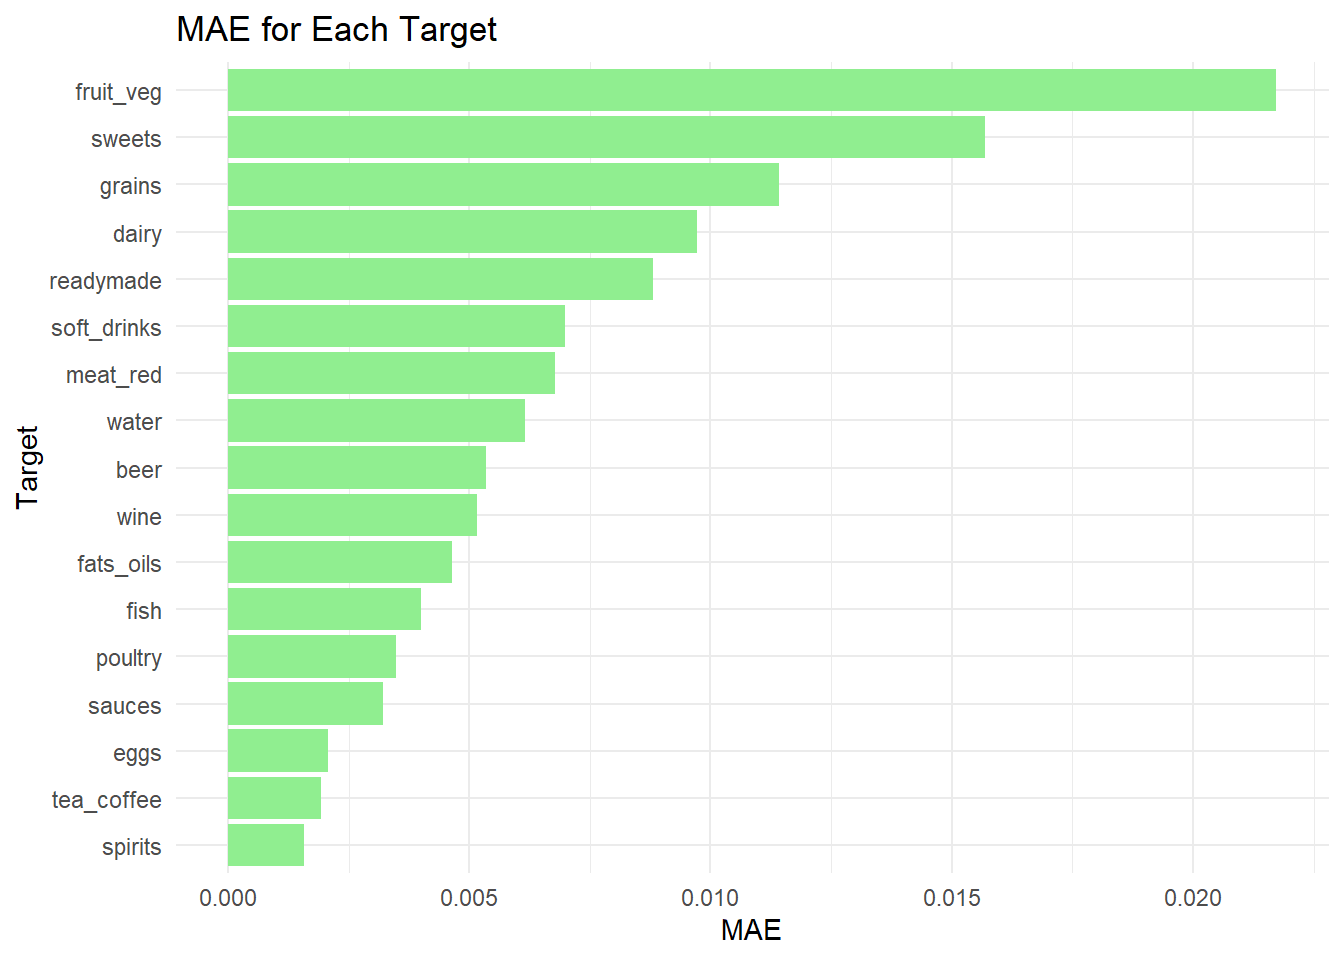 MAE for Each Target
fruit_veg
sweets
grains
dairy
readymade
soft_drinks
meat_red
water
beer
wine
fats_oils
fish
poultry
sauces
eggs
tea_coffee
spirits
Target
0.000 0.005 0.010 0.015 0.020
MAE